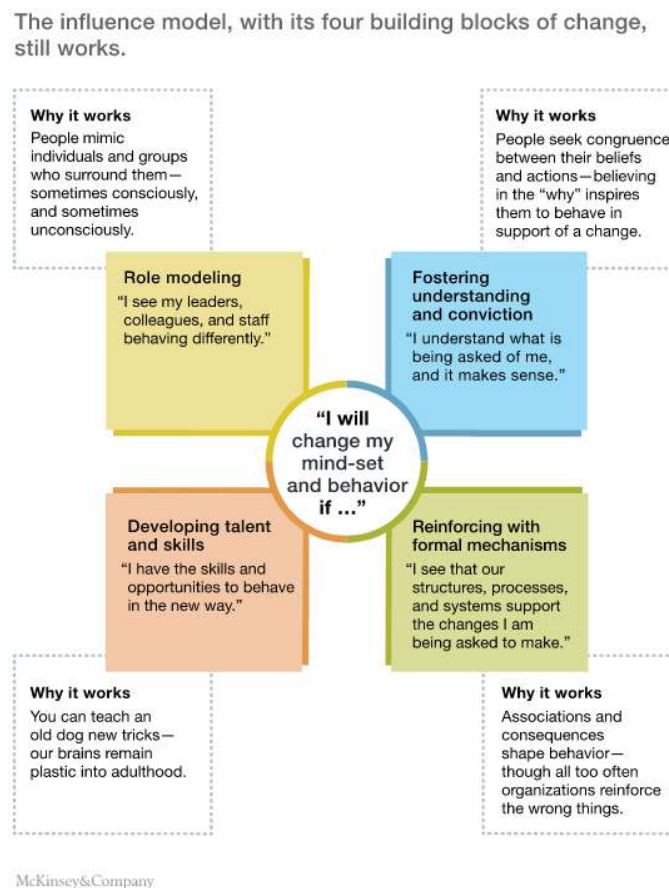 The influence model, with its four building blocks of change,
still works.
Why it works
People mimic
individuals and groups
who surround them—
sometimes consciously,
and sometimes
unconsciously.
Why it works
People seek congruence
between their beliefs
and actions—believing
in the “why” inspires
them to behave in
support of a change.
Role modeling
“I see my leaders,
colleagues, and staff
behaving differently.”
Fostering
understanding
and conviction
“I understand what is
being asked of me,
and it makes sense.”
“I will
change my
mind-set
and behavior
if ...”
Developing talent
and skills
“I have the skills and
opportunities to behave
in the new way.”
Reinforcing with
formal mechanisms
“I see that our
structures, processes,
and systems support
the changes I am
being asked to make.”
Why it works
You can teach an
old dog new tricks—
our brains remain
plastic into adulthood.
Why it works
Associations and
consequences
shape behavior—
though all too often
organizations reinforce
the wrong things.
McKinsey&Company